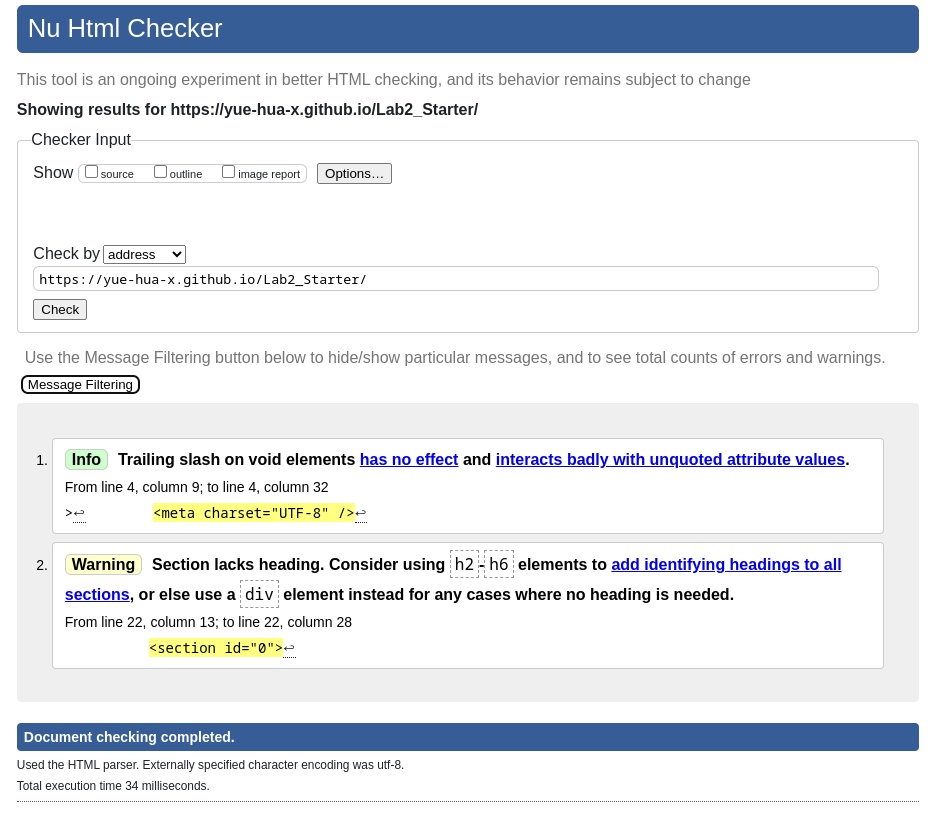 Nu Html Checker
This tool is an ongoing experiment in better HTML checking, and its behavior remains subject to change
Showing results for https://yue-hua-x.github.io/Lab2_Starter/
Checker Input
Show source outline image report Options…
Check by address
https://yue-hua-x.github.io/Lab2_Starter/
Check
Use the Message Filtering button below to hide/show particular messages, and to see total counts of errors and warnings.
Message Filtering
1. Info Trailing slash on void elements has no effect and interacts badly with unquoted attribute values.
From line 4, column 9; to line 4, column 32
>↩ <meta charset="UTF-8" />↩
2. Warning Section lacks heading. Consider using h2-h6 elements to add identifying headings to all
sections, or else use a div element instead for any cases where no heading is needed.
From line 22, column 13; to line 22, column 28
<section id="0">↩
Document checking completed.
Used the HTML parser. Externally specified character encoding was utf-8.
Total execution time 34 milliseconds.